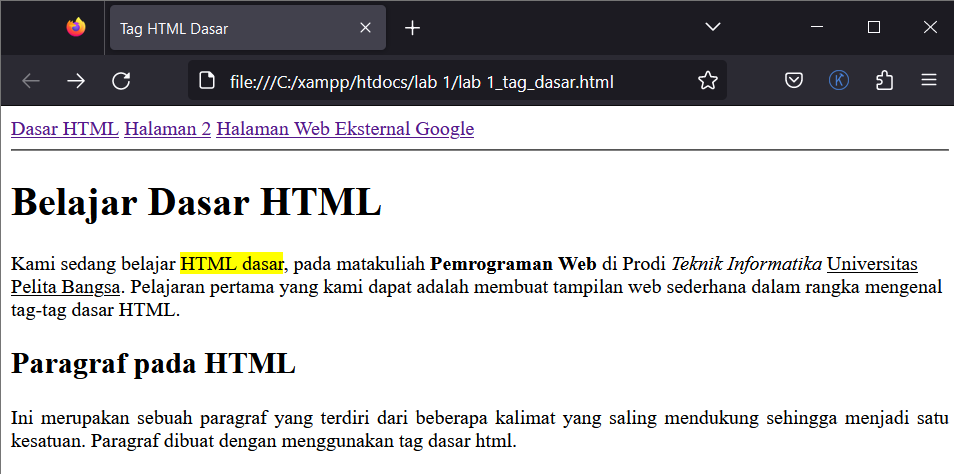 Tag HTML Dasar
file:///C:/xampp/htdocs/lab 1/lab 1_tag_dasar.html
Dasar HTML Halaman 2 Halaman Web Eksternal Google
Belajar Dasar HTML
Kami sedang belajar HTML dasar, pada matakuliah Pemrograman Web di Prodi Teknik Informatika Universitas
Pelita Bangsa. Pelajaran pertama yang kami dapat adalah membuat tampilan web sederhana dalam rangka mengenal
tag-tag dasar HTML.
Paragraf pada HTML
Ini merupakan sebuah paragraf yang terdiri dari beberapa kalimat yang saling mendukung sehingga menjadi satu
kesatuan. Paragraf dibuat dengan menggunakan tag dasar html.